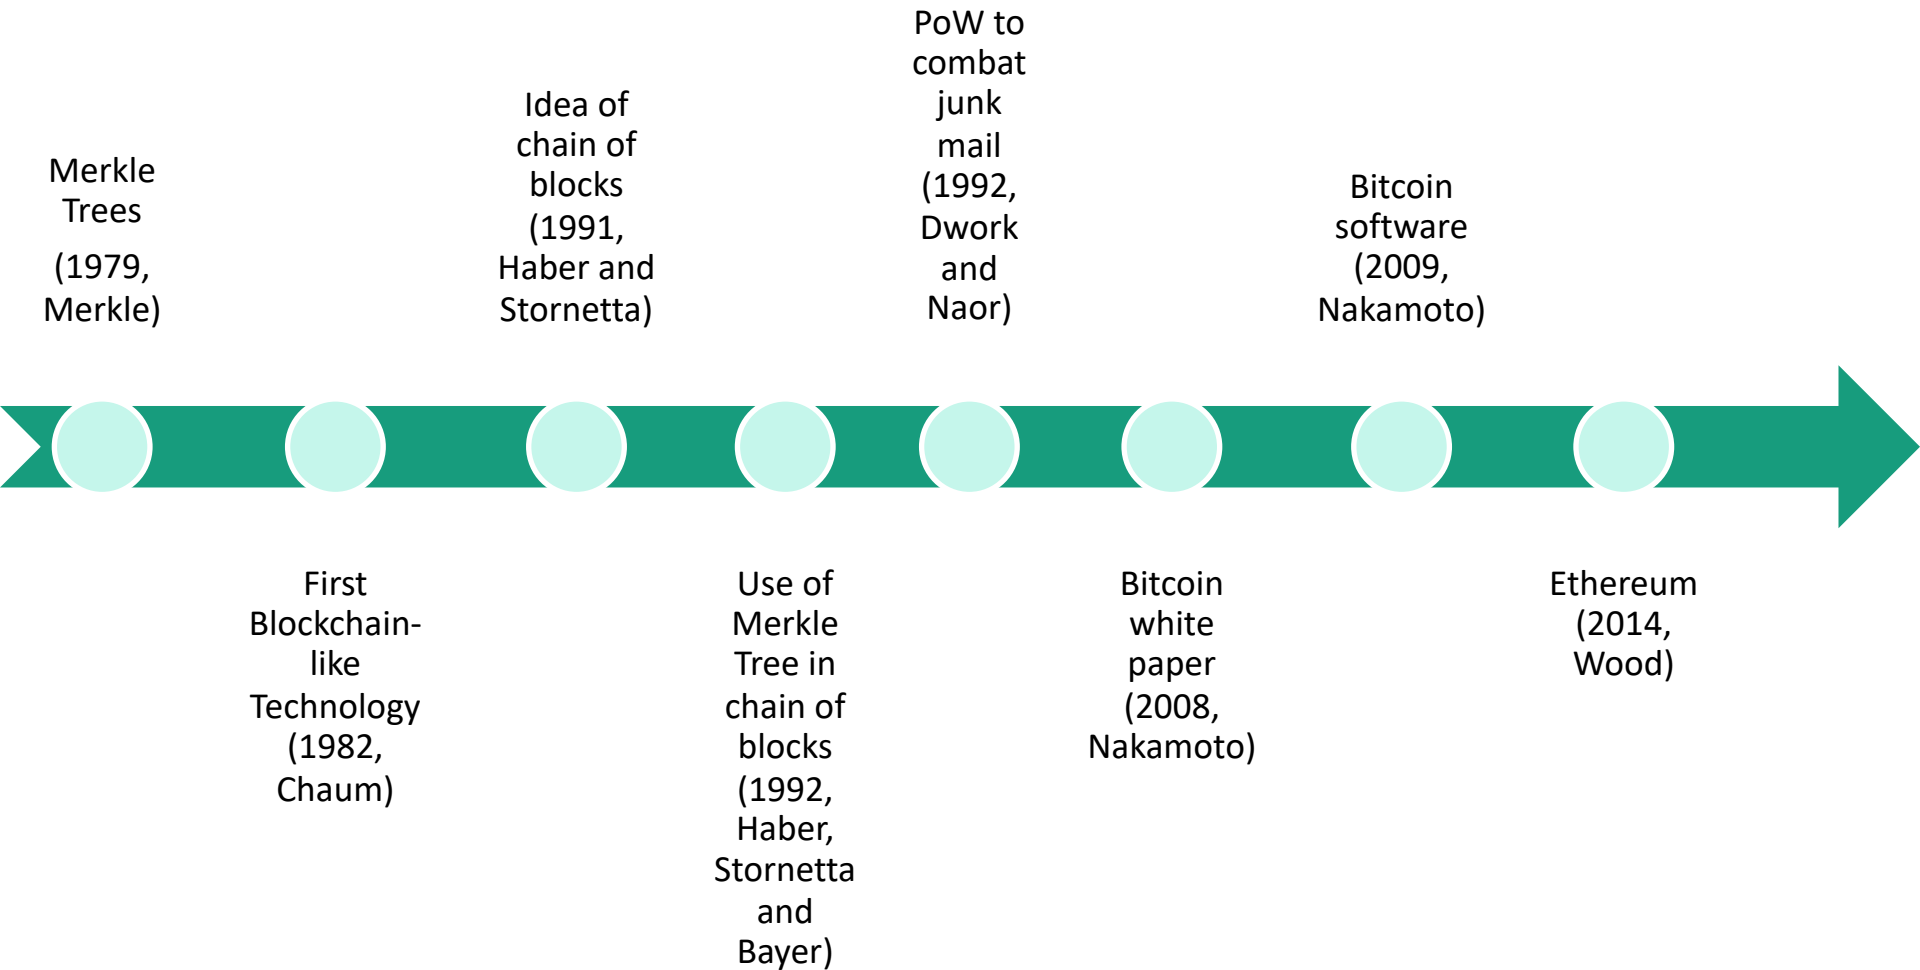 Merkle
Trees
(1979,
Merkle)
First
Blockchain-
like
Technology
(1982,
Chaum)
Idea of
chain of
blocks
(1991,
Haber and
Stornetta)
Use of
Merkle
Tree in
chain of
blocks
(1992,
Haber,
Stornetta
and
Bayer)
PoW to
combat
junk
mail
(1992,
Dwork
and
Naor)
Bitcoin
white
paper
(2008,
Nakamoto)
Bitcoin
software
(2009,
Nakamoto)
Ethereum
(2014,
Wood)